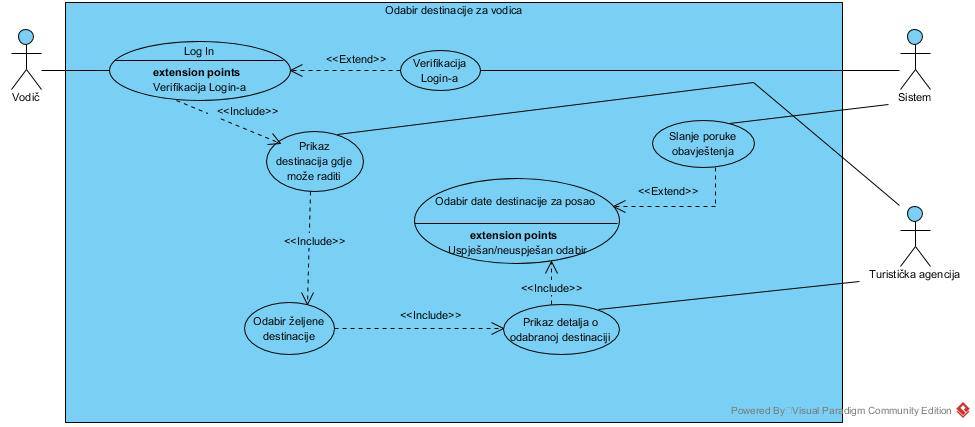 Odabir destinacije za vodica
Log In
extension points
Verifikacija Login-a
<<Extend>>
Verifikacija
Login-a
Vodič
Sistem
<<Include>>
Prikaz
destinacija gdje
može raditi
Slanje poruke
obavještenja
<<Extend>>
Odabir date destinacije za posao
extension points
Uspješan/neuspješan odabir
<<Include>>
Turistička agencija
<<Include>>
Odabir željene
destinacije
<<Include>>
Prikaz detalja o
odabranoj destinaciji
Powered By Visual Paradigm Community Edition